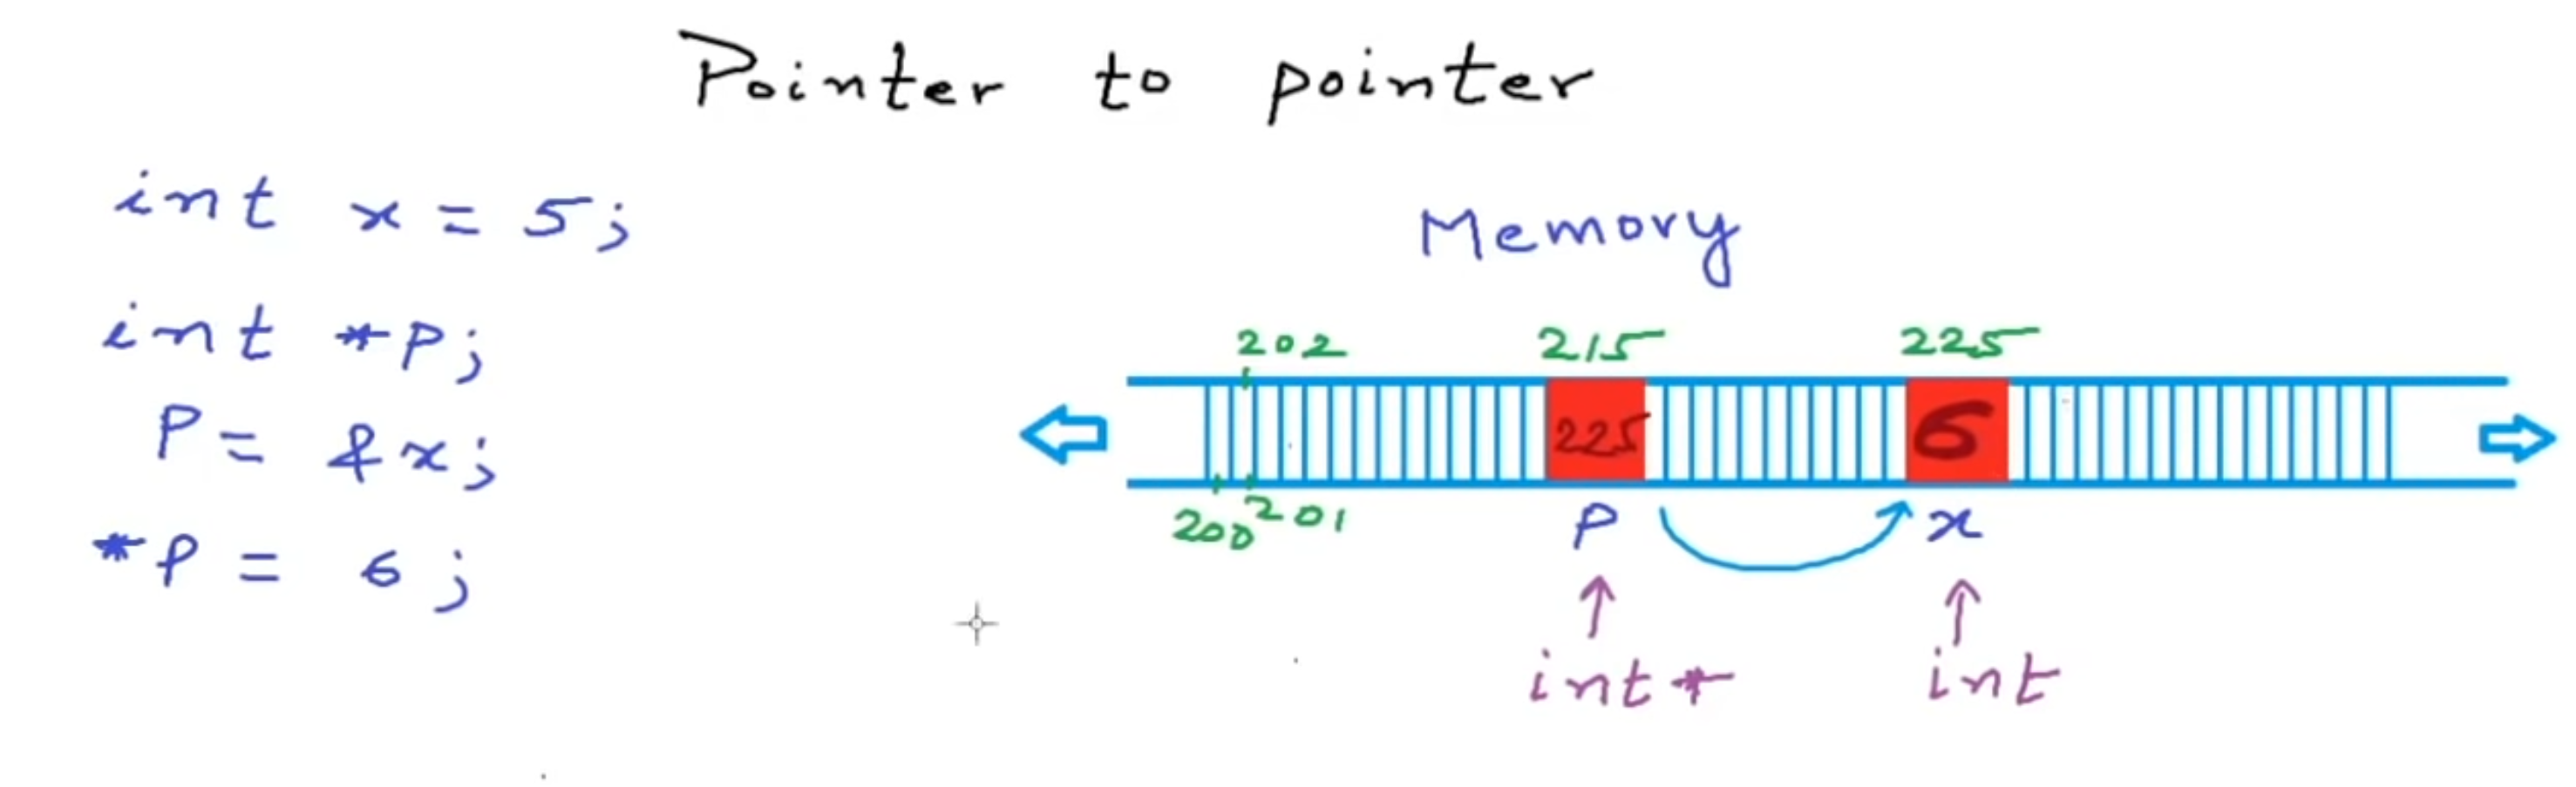 Pointer to pointer
int x = 5;
int *p;
P = &x;
*P = 6;
Memory
202 215 225
225 6
200 201 P x
int* int